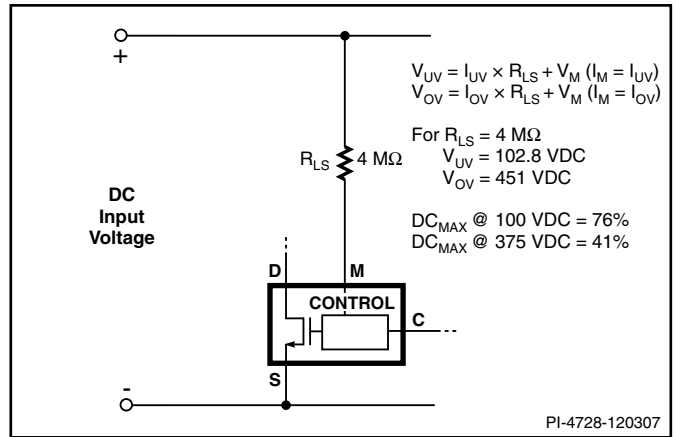 +
V_UV = I_UV × R_LS + V_M (I_M = I_UV)
V_OV = I_OV × R_LS + V_M (I_M = I_OV)
For R_LS = 4 MΩ
V_UV = 102.8 VDC
V_OV = 451 VDC
DC_MAX @ 100 VDC = 76%
DC_MAX @ 375 VDC = 41%
R_LS 4 MΩ
DC
Input
Voltage
D M
CONTROL
C
S
-
PI-4728-120307